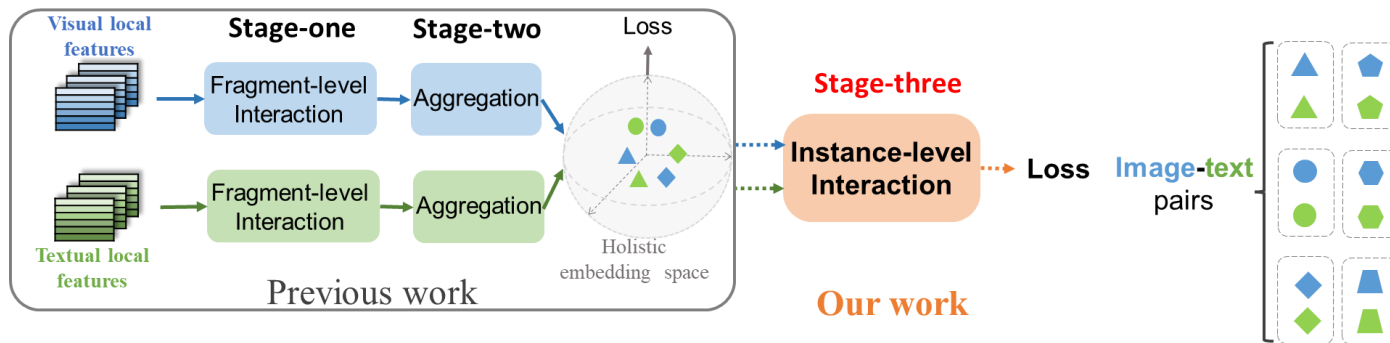 Visual local
features
Stage-one
Stage-two
Loss
Fragment-level
Interaction
Aggregation
Fragment-level
Interaction
Aggregation
Textual local
features
Holistic
embedding space
Previous work
Stage-three
Instance-level
Interaction
Loss
Our work
Image-text
pairs